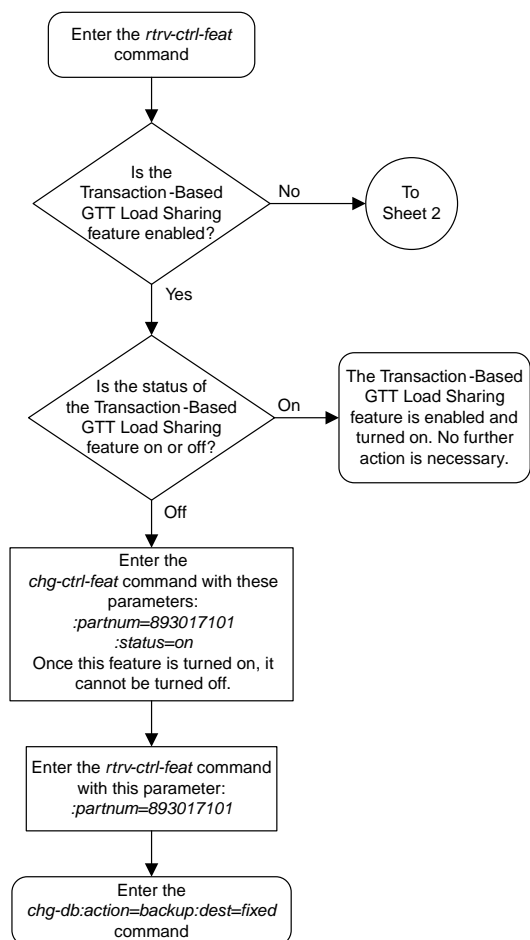 Enter the rtrv-ctrl-feat
command
Is the
Transaction-Based
GTT Load Sharing
feature enabled?
No
To
Sheet 2
Yes
Is the status of
the Transaction-Based
GTT Load Sharing
feature on or off?
On
The Transaction-Based
GTT Load Sharing
feature is enabled and
turned on. No further
action is necessary.
Off
Enter the
chg-ctrl-feat command with these
parameters:
:partnum=893017101
:status=on
Once this feature is turned on, it
cannot be turned off.
Enter the rtrv-ctrl-feat command
with this parameter:
:partnum=893017101
Enter the
chg-db:action=backup:dest=fixed
command